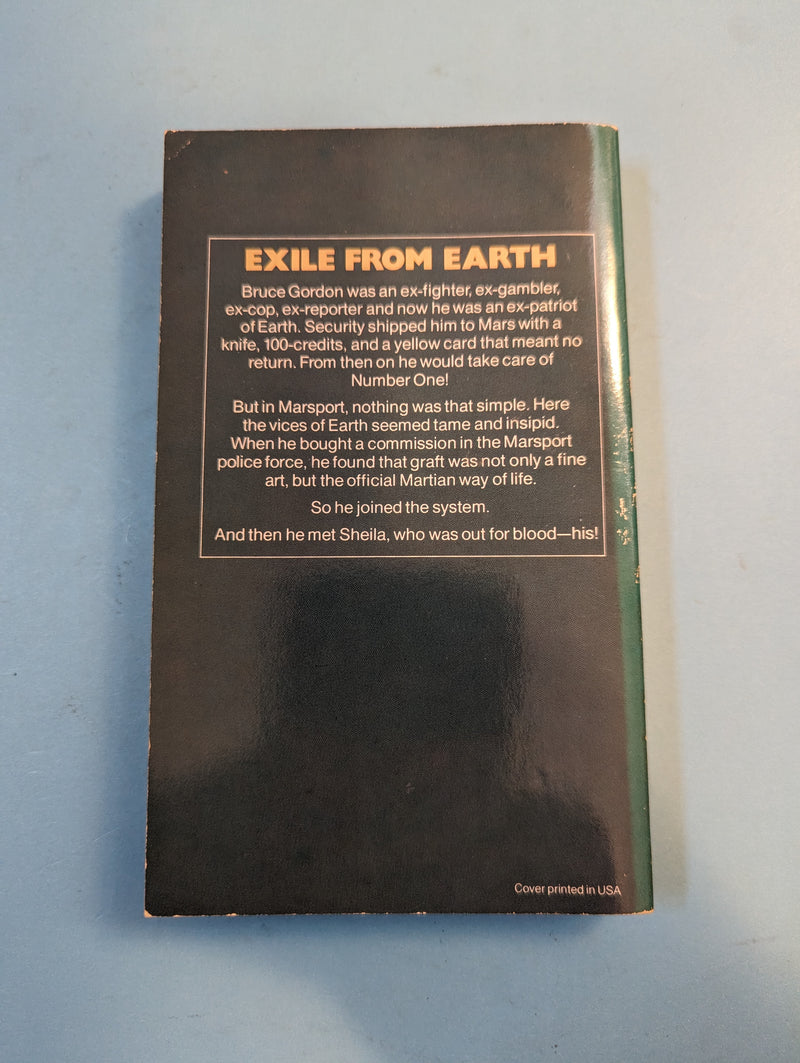 EXILE FROM EARTH
Bruce Gordon was an ex-fighter, ex-gambler,
ex-cop, ex-reporter and now he was an ex-patriot
of Earth. Security shipped him to Mars with a
knife, 100-credits, and a yellow card that meant no
return. From then on he would take care of
Number One!
But in Marsport, nothing was that simple. Here
the vices of Earth seemed tame and insipid.
When he bought a commission in the Marsport
police force, he found that graft was not only a fine
art, but the official Martian way of life.
So he joined the system.
And then he met Sheila, who was out for blood—his!
Cover printed in USA